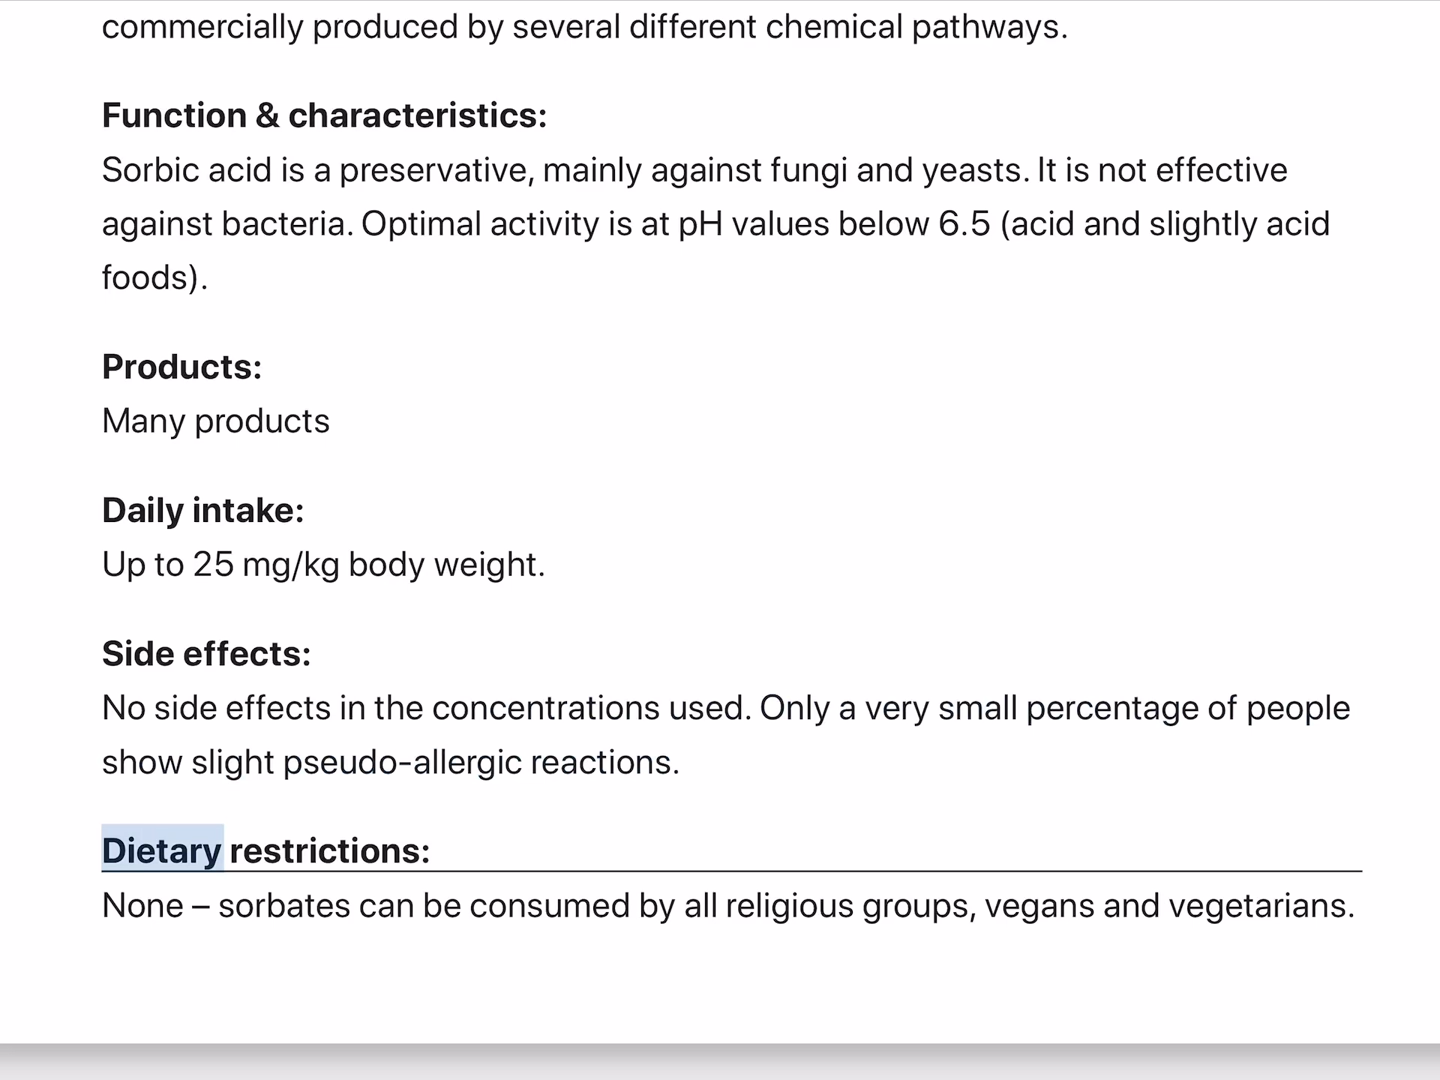 commercially produced by several different chemical pathways.
Function & characteristics:
Sorbic acid is a preservative, mainly against fungi and yeasts. It is not effective
against bacteria. Optimal activity is at pH values below 6.5 (acid and slightly acid
foods).
Products:
Many products
Daily intake:
Up to 25 mg/kg body weight.
Side effects:
No side effects in the concentrations used. Only a very small percentage of people
show slight pseudo-allergic reactions.
Dietary restrictions:
None – sorbates can be consumed by all religious groups, vegans and vegetarians.